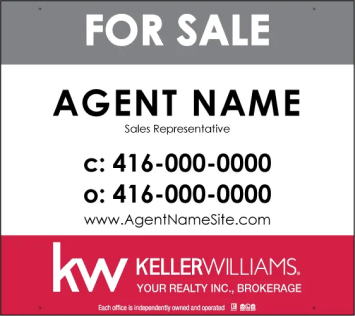 FOR SALE
AGENT NAME
Sales Representative
c: 416-000-0000
o: 416-000-0000
www.AgentNameSite.com
kw KELLERWILLIAMS.
YOUR REALTY INC., BROKERAGE
Each office is independently owned and operated